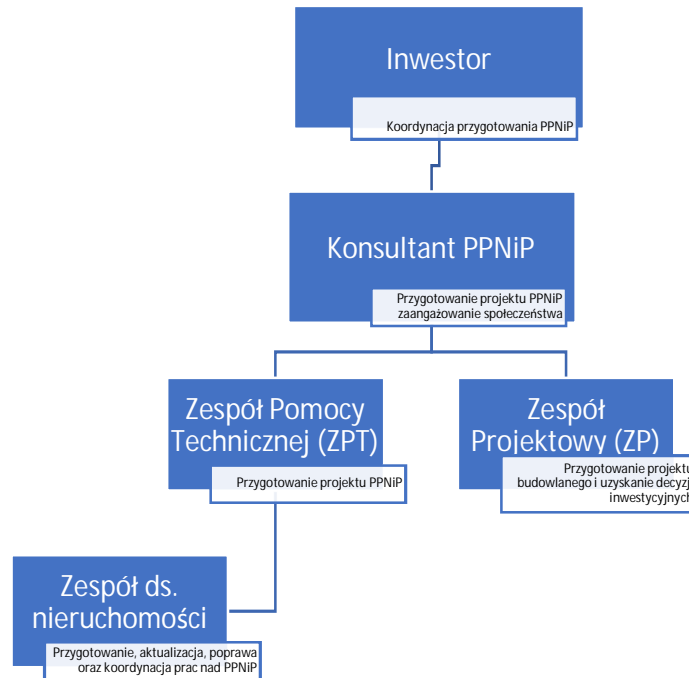 Inwestor
Koordynacja przygotowania PPNiP
Konsultant PPNiP
Przygotowanie projektu PPNiP
zaangażowanie społeczeństwa
Zespół Pomocy
Technicznej (ZPT)
Przygotowanie projektu PPNiP
Zespół
Projektowy (ZP)
Przygotowanie projektu
budowlanego i uzyskanie decyzji
inwestycyjnych
Zespół ds.
nieruchomości
Przygotowanie, aktualizacja, poprawa
oraz koordynacja prac nad PPNiP